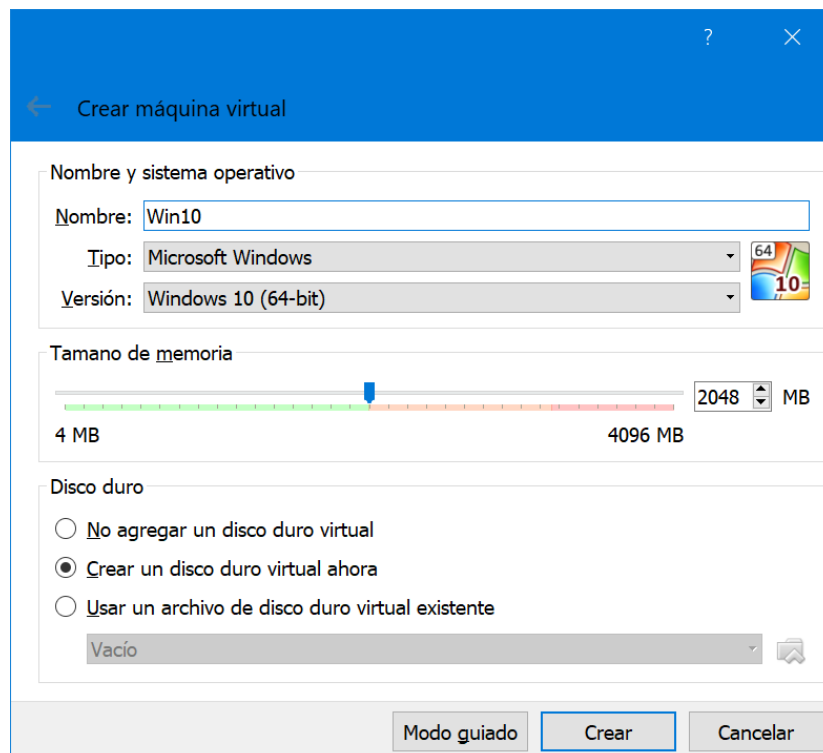 ?
Crear máquina virtual
Nombre y sistema operativo
Nombre: Win10
Tipo: Microsoft Windows
64
10
Versión: Windows 10 (64-bit)
Tamano de memoria
2048 MB
4 MB 4096 MB
Disco duro
No agregar un disco duro virtual
Crear un disco duro virtual ahora
Usar un archivo de disco duro virtual existente
Vacío
Modo guiado Crear Cancelar